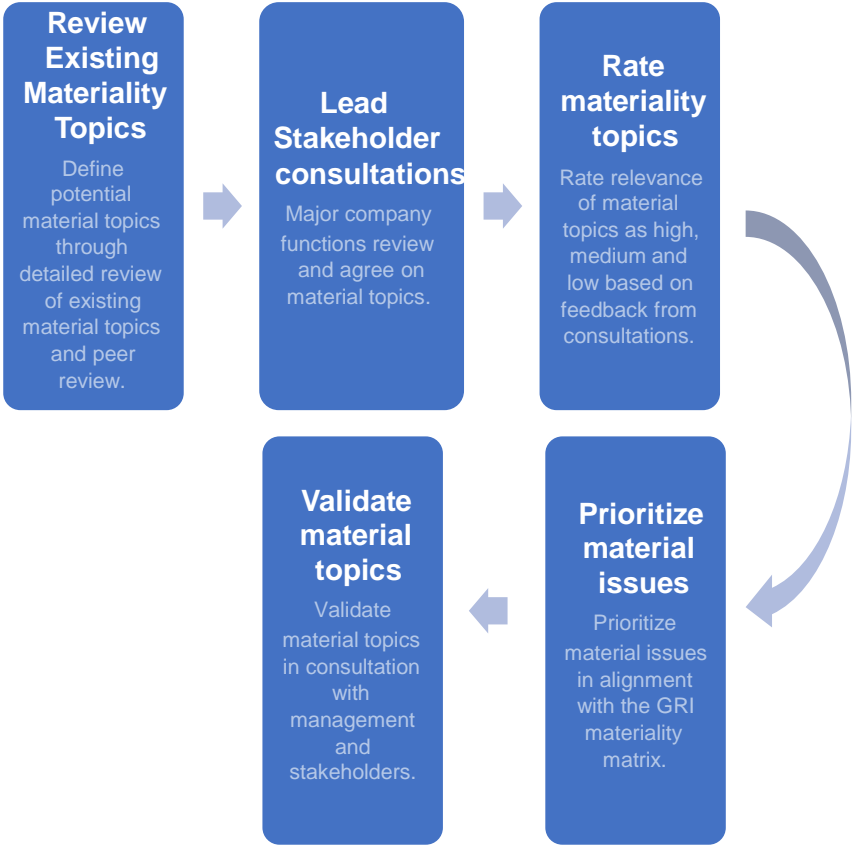 Review
Existing
Materiality
Topics
Define
potential
material topics
through
detailed review
of existing
material topics
and peer
review.
Lead
Stakeholder
consultations
Major company
functions review
and agree on
material topics.
Rate
materiality
topics
Rate relevance
of material
topics as high,
medium and
low based on
feedback from
consultations.
Prioritize
material
issues
Prioritize
material issues
in alignment
with the GRI
materiality
matrix.
Validate
material
topics
Validate
material topics
in consultation
with
management
and
stakeholders.